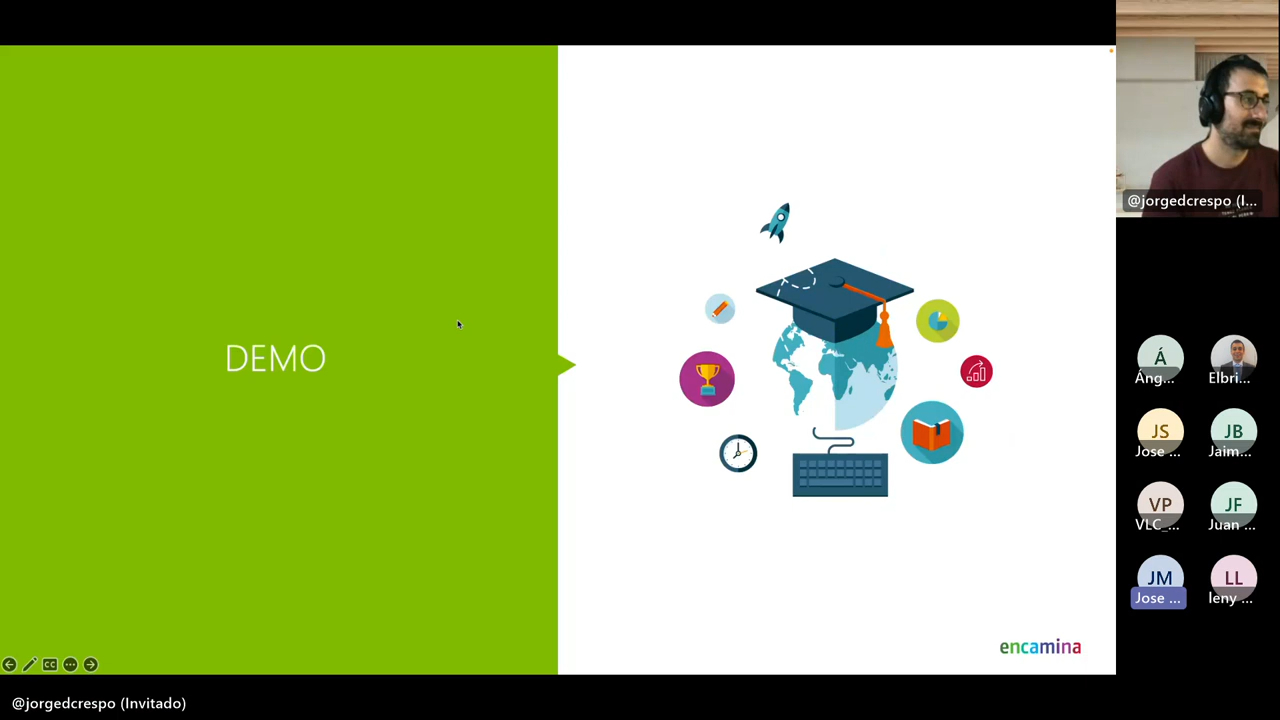 DEMO
encamina
CC
@jorgedcrespo (Invitado)
@jorgedcrespo (I...
Á
Áng...
Elbri...
JS
Jose ...
JB
Jaim...
VP
VLC_...
JF
Juan ...
JM
Jose ...
LL
leny ...